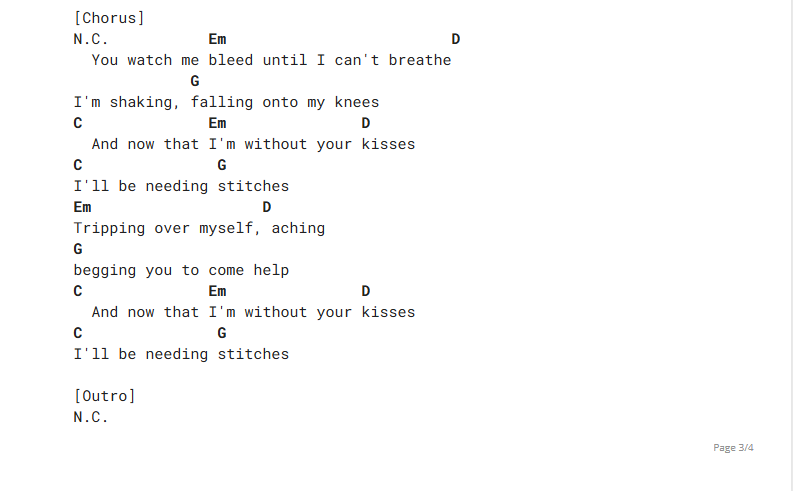 [Chorus]
N.C.           Em                         D
  You watch me bleed until I can't breathe
             G
I'm shaking, falling onto my knees
C              Em               D
  And now that I'm without your kisses
C               G
I'll be needing stitches
Em                   D
Tripping over myself, aching
G
begging you to come help
C              Em               D
  And now that I'm without your kisses
C               G
I'll be needing stitches
[Outro]
N.C.
Page 3/4